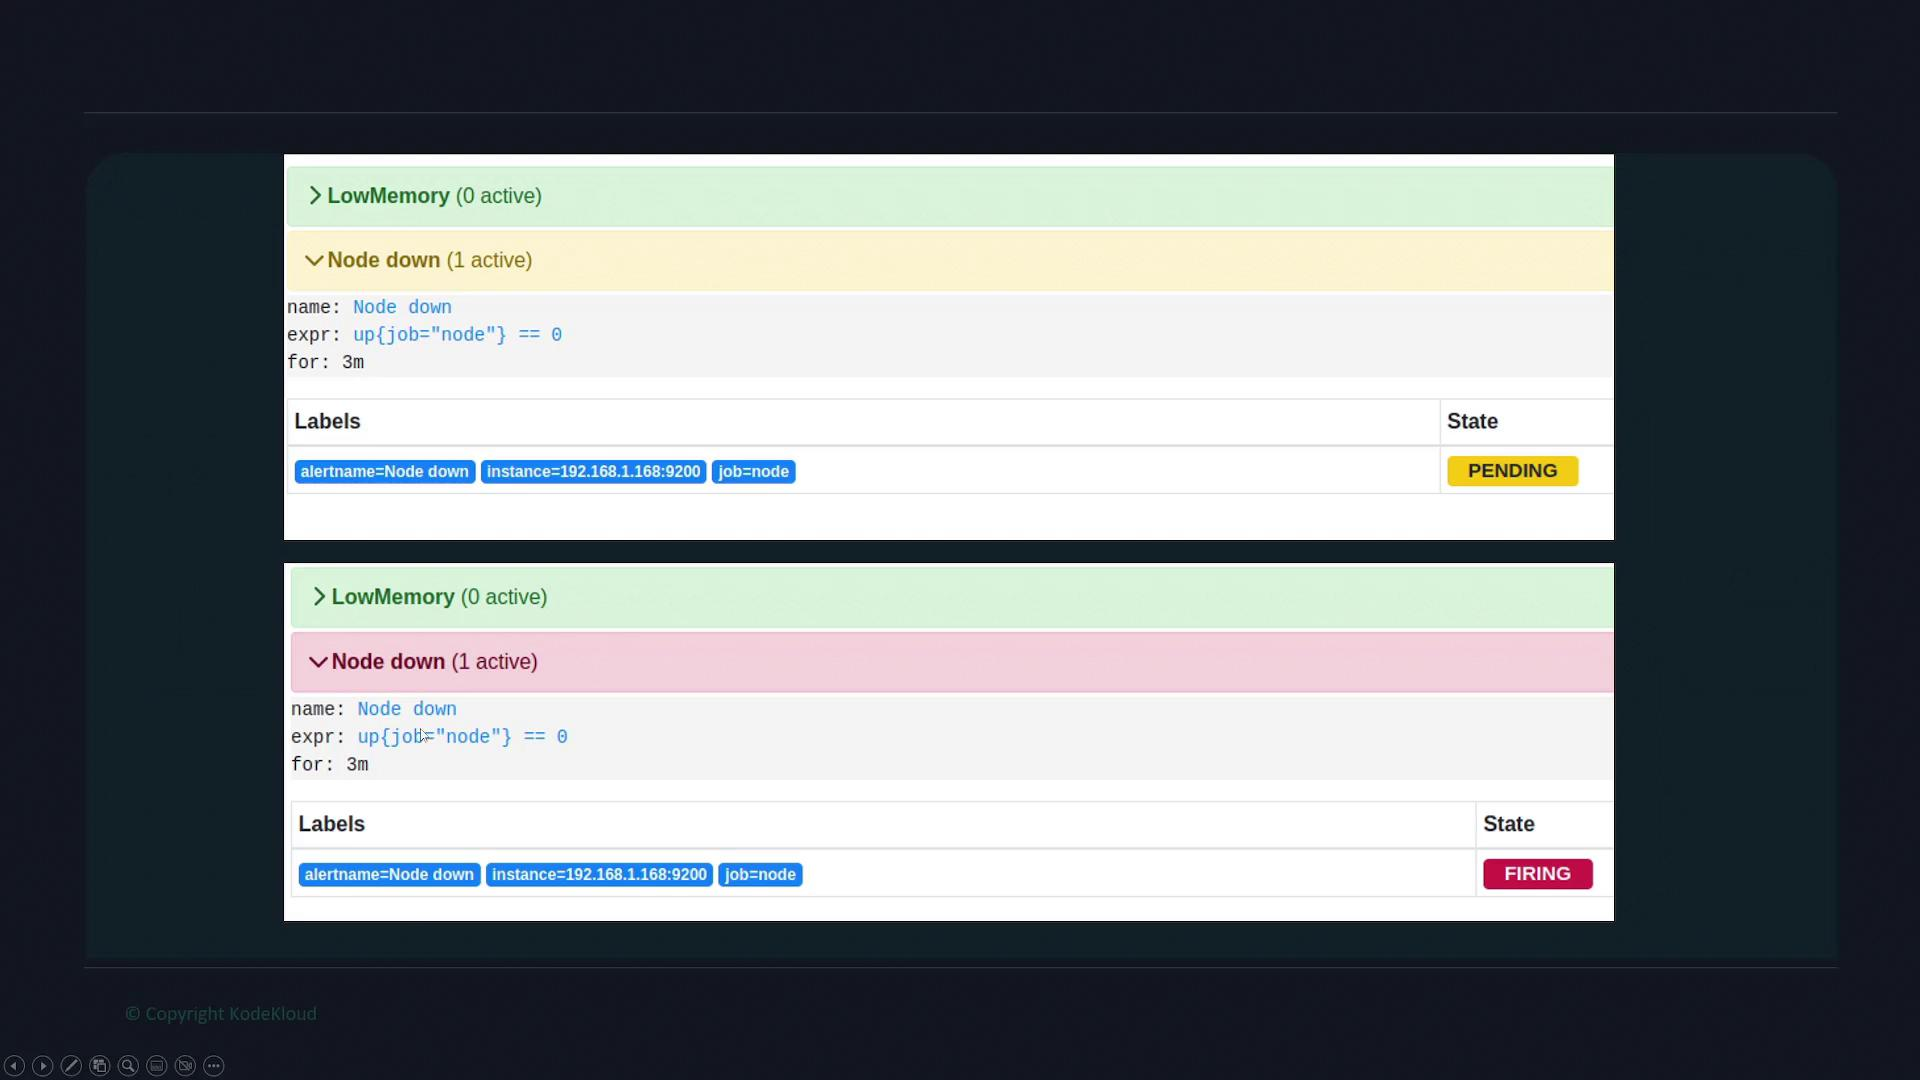 LowMemory (0 active)
Node down (1 active)
name: Node down
expr: up{job="node"} == 0
for: 3m
Labels State
alertname=Node down instance=192.168.1.168:9200 job=node PENDING
LowMemory (0 active)
Node down (1 active)
name: Node down
expr: up{job="node"} == 0
for: 3m
Labels State
alertname=Node down instance=192.168.1.168:9200 job=node FIRING
© Copyright KodeKloud